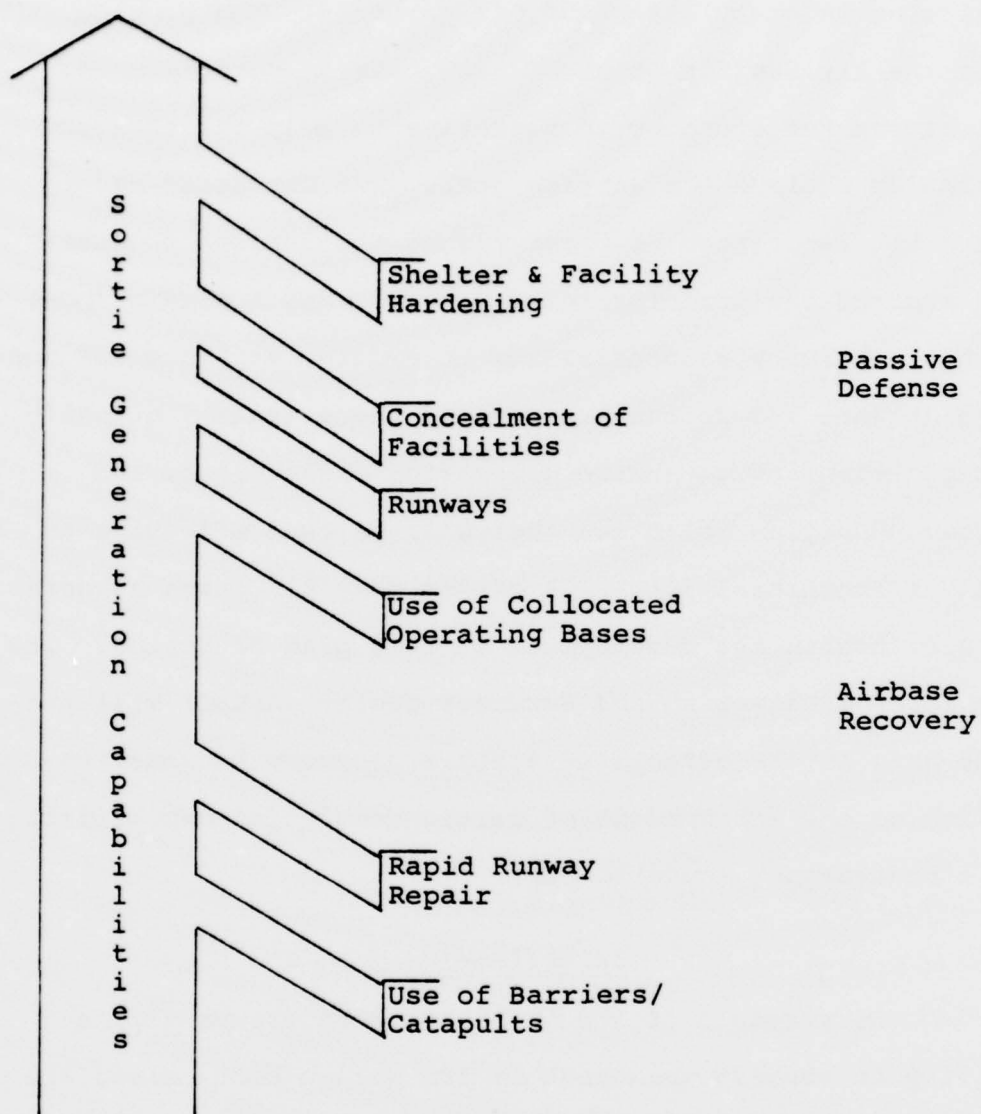 Sortie Generation Capabilities
Shelter & Facility
Hardening
Passive
Defense
Concealment of
Facilities
Runways
Use of Collocated
Operating Bases
Airbase
Recovery
Rapid Runway
Repair
Use of Barriers/
Catapults